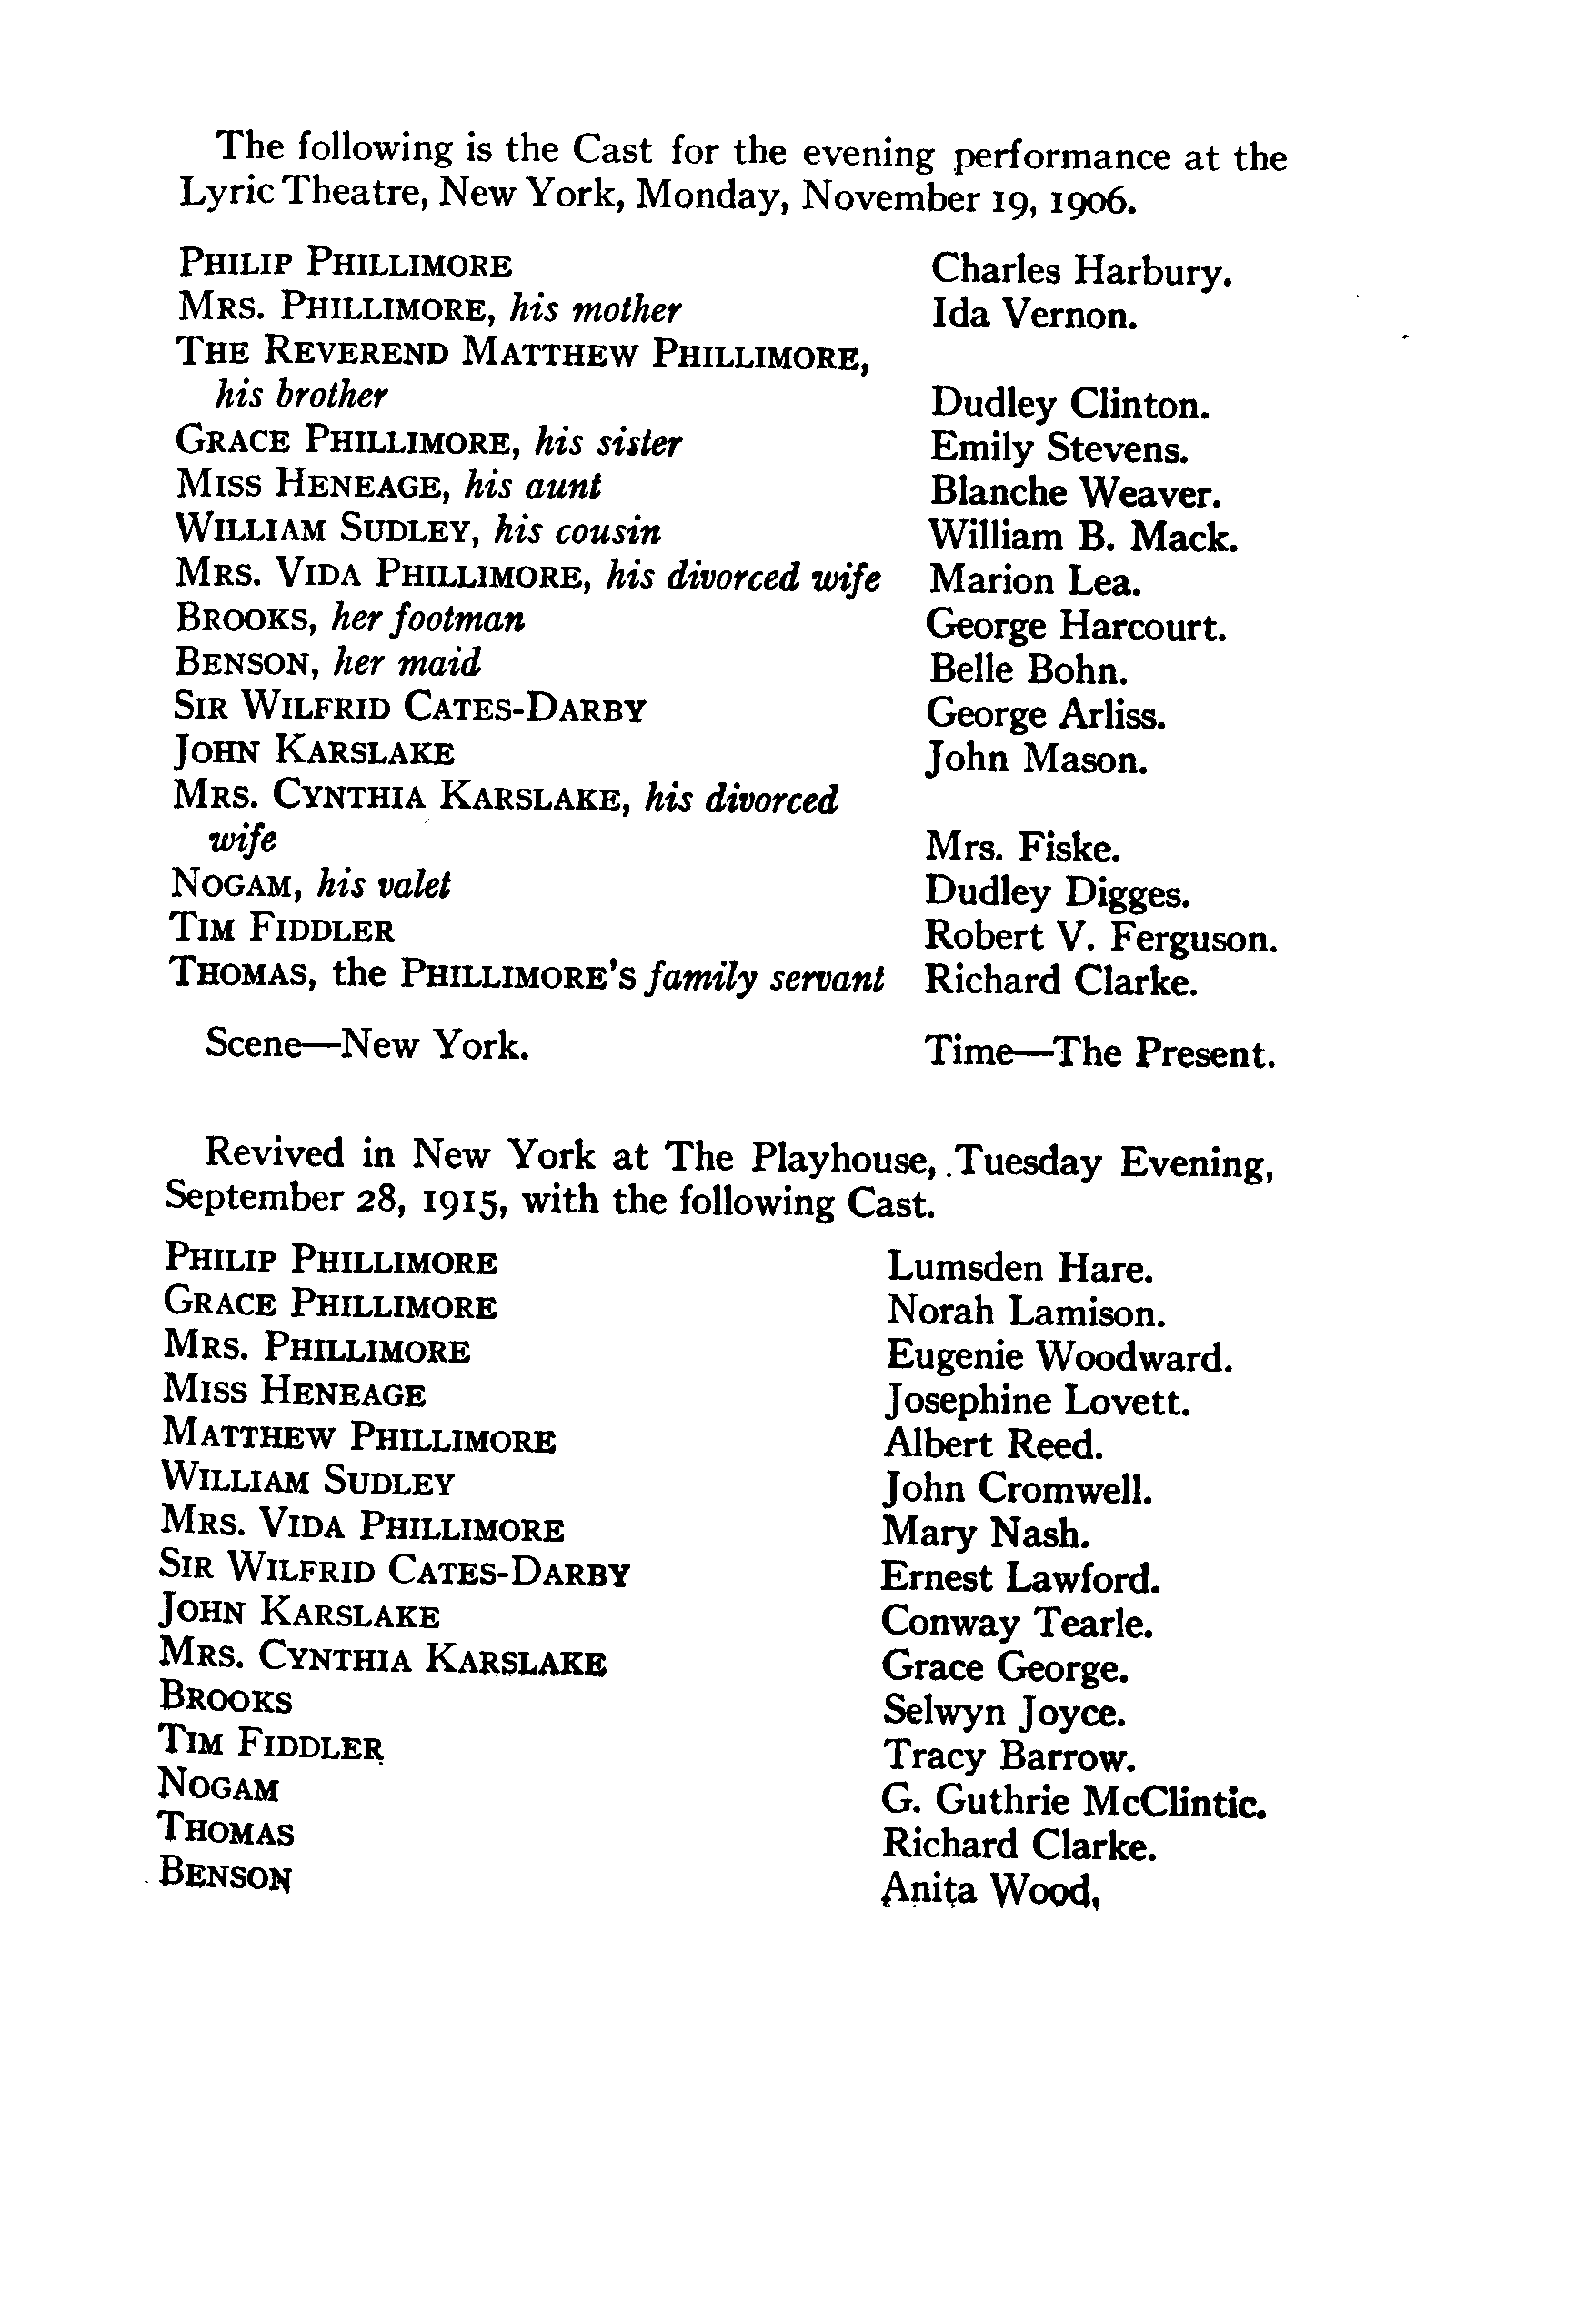 The following is the Cast for the evening performance at the
Lyric Theatre, New York, Monday, November 19, 1906.
PHILIP PHILLIMORE Charles Harbury.
MRS. PHILLIMORE, his mother Ida Vernon.
THE REVEREND MATTHEW PHILLIMORE,
his brother Dudley Clinton.
GRACE PHILLIMORE, his sister Emily Stevens.
MISS HENEAGE, his aunt Blanche Weaver.
WILLIAM SUDLEY, his cousin William B. Mack.
MRS. VIDA PHILLIMORE, his divorced wife Marion Lea.
BROOKS, her footman George Harcourt.
BENSON, her maid Belle Bohn.
SIR WILFRID CATES-DARBY George Arliss.
JOHN KARSLAKE John Mason.
MRS. CYNTHIA KARSLAKE, his divorced
wife Mrs. Fiske.
NOGAM, his valet Dudley Digges.
TIM FIDDLER Robert V. Ferguson.
THOMAS, the PHILLIMORE'S family servant Richard Clarke.
Scene—New York. Time—The Present.
Revived in New York at The Playhouse, Tuesday Evening,
September 28, 1915, with the following Cast.
PHILIP PHILLIMORE Lumsden Hare.
GRACE PHILLIMORE Norah Lamison.
MRS. PHILLIMORE Eugenie Woodward.
MISS HENEAGE Josephine Lovett.
MATTHEW PHILLIMORE Albert Reed.
WILLIAM SUDLEY John Cromwell.
MRS. VIDA PHILLIMORE Mary Nash.
SIR WILFRID CATES-DARBY Ernest Lawford.
JOHN KARSLAKE Conway Tearle.
MRS. CYNTHIA KARSLAKE Grace George.
BROOKS Selwyn Joyce.
TIM FIDDLER Tracy Barrow.
NOGAM G. Guthrie McClintic.
THOMAS Richard Clarke.
BENSON Anita Wood,